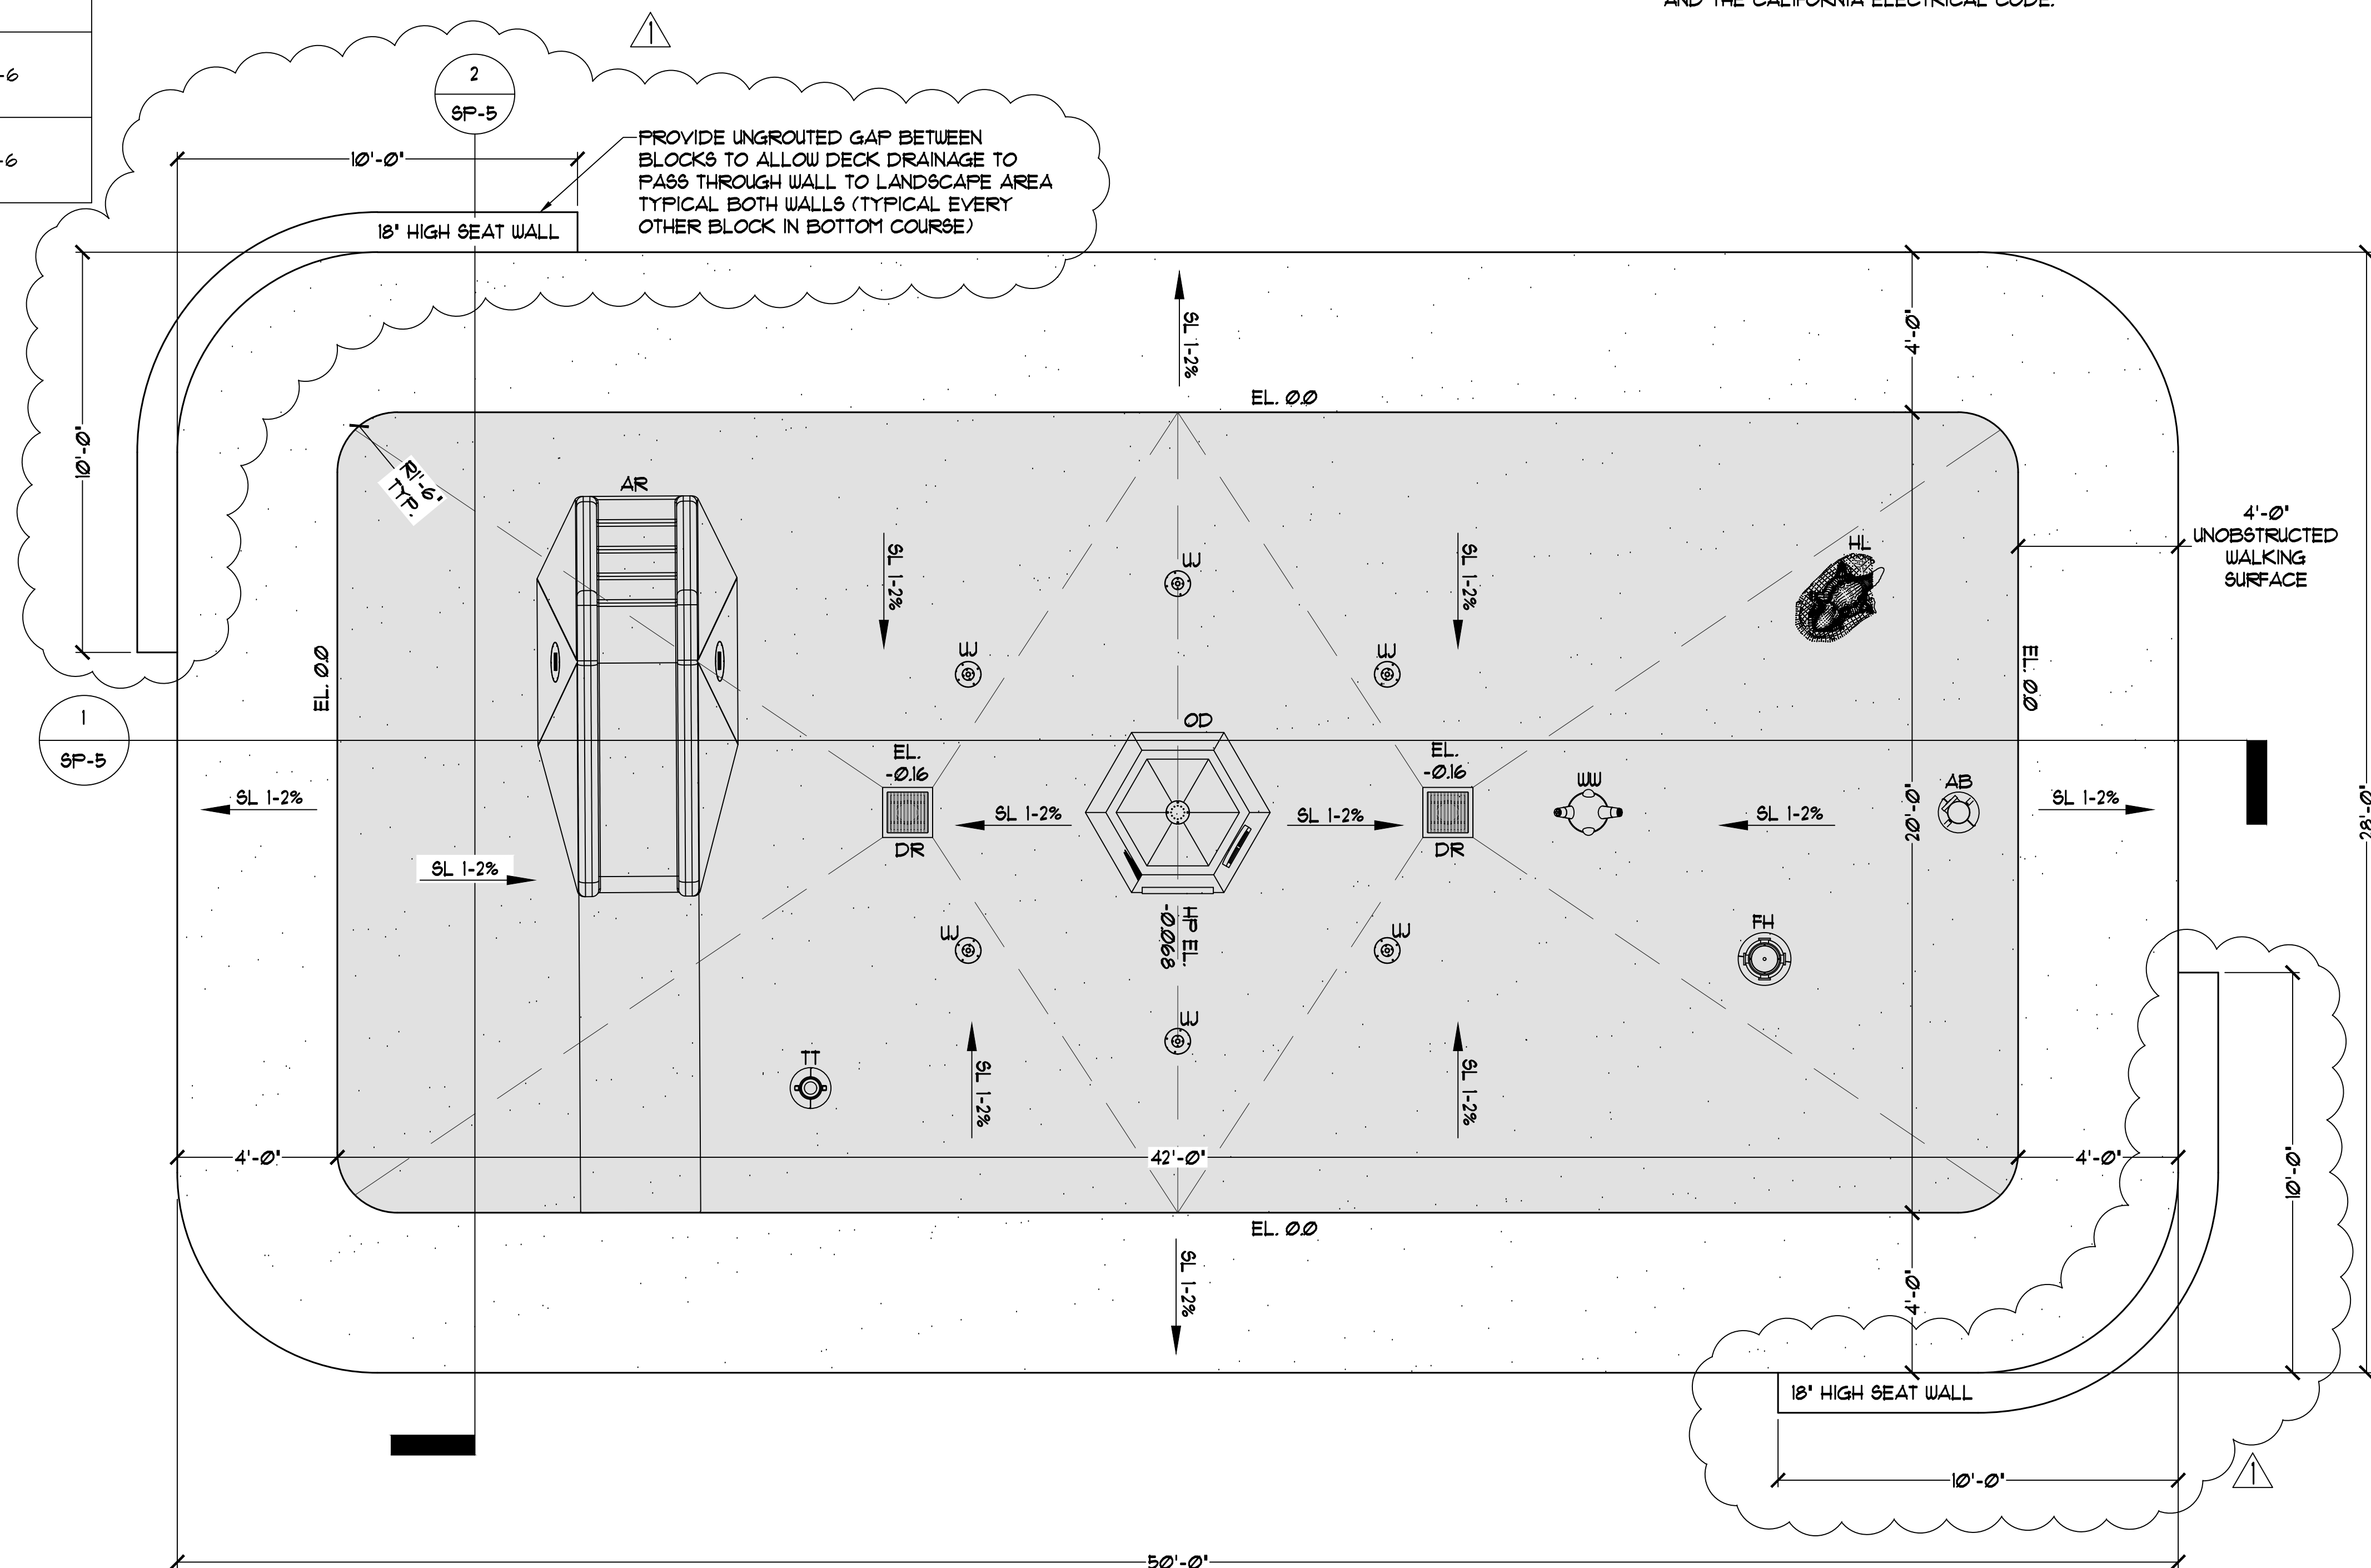 AND THE CALIFORNIA ELECTRICAL CODE.
-6
-6
1
2
SP-5
10'-0"
PROVIDE UNGROUTED GAP BETWEEN
BLOCKS TO ALLOW DECK DRAINAGE TO
PASS THROUGH WALL TO LANDSCAPE AREA
TYPICAL BOTH WALLS (TYPICAL EVERY
OTHER BLOCK IN BOTTOM COURSE)
18" HIGH SEAT WALL
10'-0"
SL 1-2%
4'-0"
EL. 0.0
R1'-6"
TYP.
AR
SL 1-2%
WJ
SL 1-2%
HL
4'-0"
UNOBSTRUCTED
WALKING
SURFACE
WJ
WJ
EL. 0.0
EL. 0.0
1
SP-5
OD
EL.
-0.16
EL.
-0.16
WW
AB
SL 1-2%
SL 1-2%
SL 1-2%
SL 1-2%
SL 1-2%
20'-0"
28'-0"
DR
DR
SL 1-2%
HP EL.
-0.068
WJ
WJ
FH
WJ
TT
SL 1-2%
SL 1-2%
4'-0"
42'-0"
4'-0"
10'-0"
EL. 0.0
SL 1-2%
4'-0"
18" HIGH SEAT WALL
10'-0"
1
50'-0"